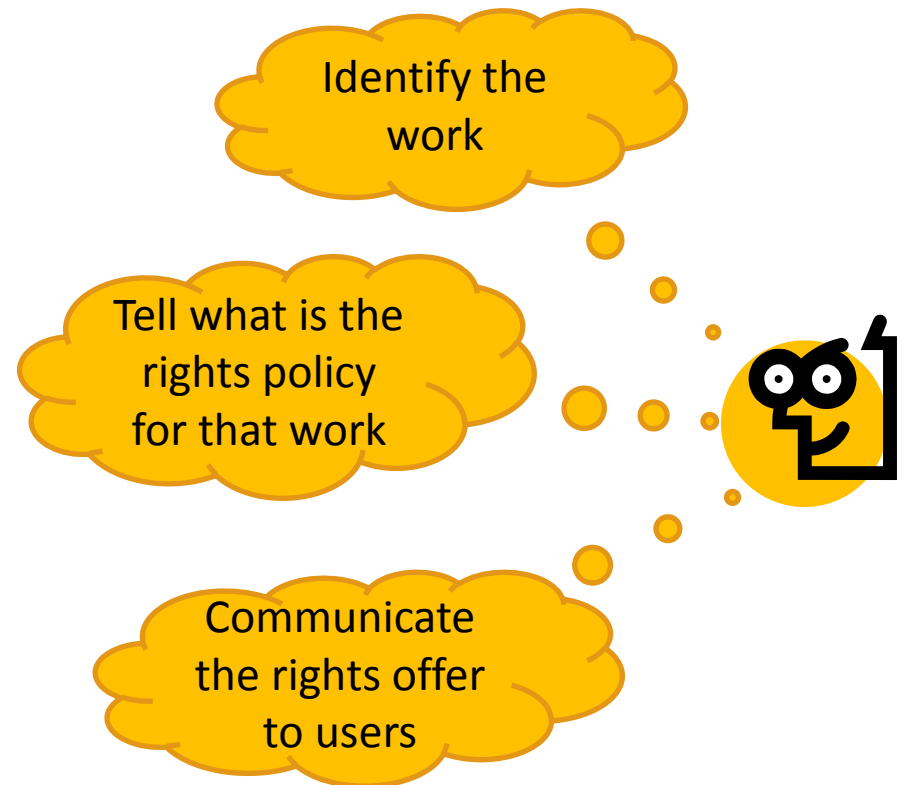 Identify the
work
Tell what is the
rights policy
for that work
Communicate
the rights offer
to users